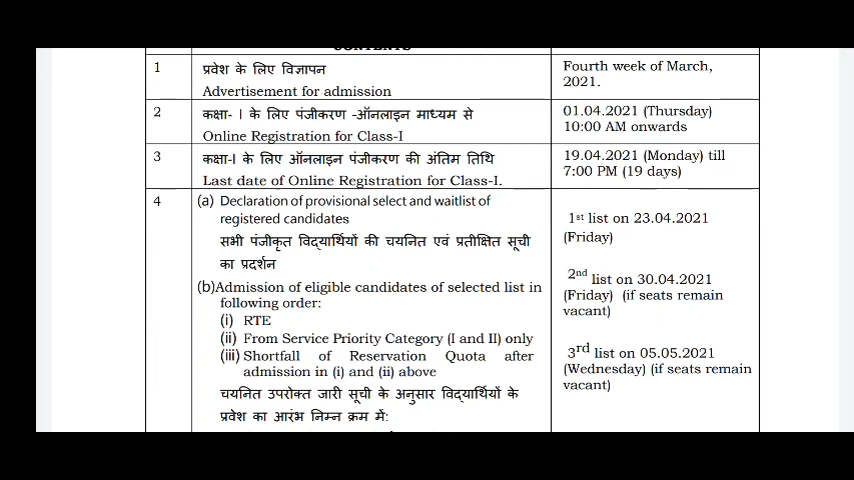 CONTENTS
1
प्रवेश के लिए विज्ञापन
Advertisement for admission
Fourth week of March,
2021.
2
कक्षा- I के लिए पंजीकरण -ऑनलाइन माध्यम से
Online Registration for Class-I
01.04.2021 (Thursday)
10:00 AM onwards
3
कक्षा-I के लिए ऑनलाइन पंजीकरण की अंतिम तिथि
Last date of Online Registration for Class-I.
19.04.2021 (Monday) till
7:00 PM (19 days)
4
(a) Declaration of provisional select and waitlist of
registered candidates
सभी पंजीकृत विद्यार्थियों की चयनित एवं प्रतीक्षित सूची
का प्रदर्शन
(b)Admission of eligible candidates of selected list in
following order:
(i) RTE
(ii) From Service Priority Category (I and II) only
(iii) Shortfall of Reservation Quota after
admission in (i) and (ii) above
चयनित उपरोक्त जारी सूची के अनुसार विद्यार्थियों के
प्रवेश का आरंभ निम्न क्रम में:
1st list on 23.04.2021
(Friday)
2nd list on 30.04.2021
(Friday) (if seats remain
vacant)
3rd list on 05.05.2021
(Wednesday) (if seats remain
vacant)